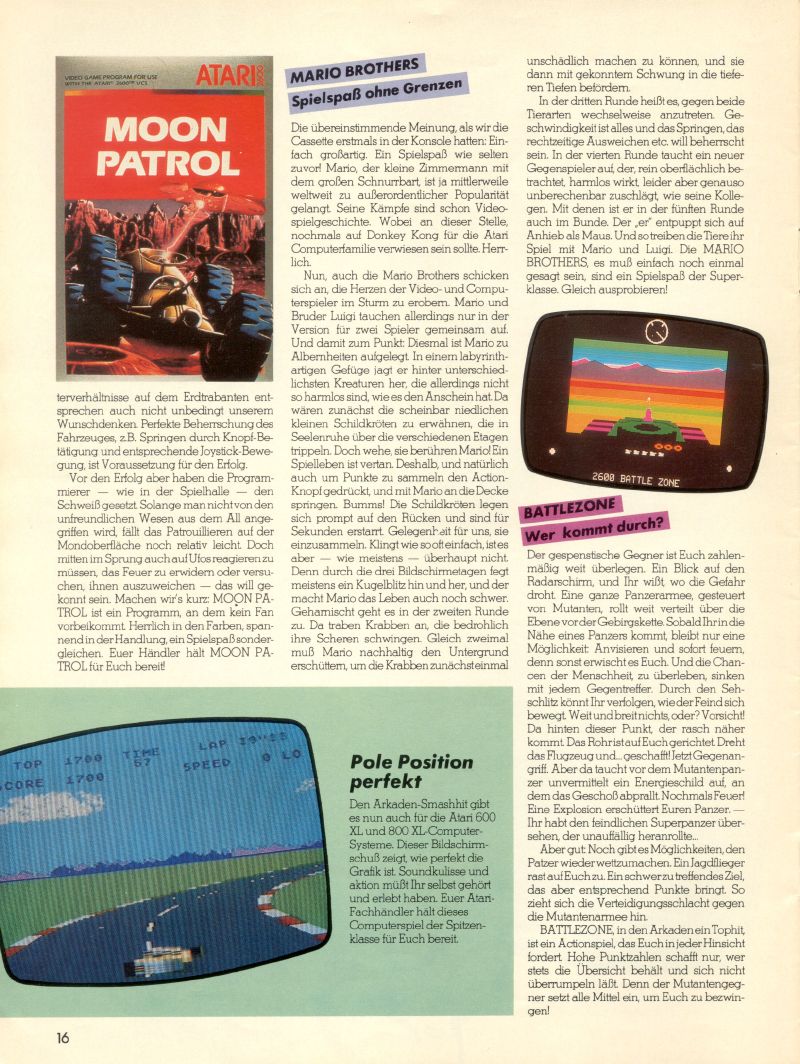 VIDEO GAME PROGRAM FOR USE
WITH THE ATARI® 2600™ VCS
ATARI 2600
MOON
PATROL
terverhältnisse auf dem Erdtrabanten ent-
sprechen auch nicht unbedingt unserem
Wunschdenken. Perfekte Beherrschung des
Fahrzeuges, z.B. Springen durch Knopf-Be-
tätigung und entsprechende Joystick-Bewe-
gung, ist Voraussetzung für den Erfolg.
Vor den Erfolg aber haben die Program-
mierer — wie in der Spielhalle — den
Schweiß gesetzt. Solange man nicht von den
unfreundlichen Wesen aus dem All ange-
griffen wird, fällt das Patrouillieren auf der
Mondoberfläche noch relativ leicht. Doch
mitten im Sprung auch auf Ufos reagieren zu
müssen, das Feuer zu erwidern oder versu-
chen, ihnen auszuweichen — das will ge-
konnt sein. Machen wir's kurz: MOON PA-
TROL ist ein Programm, an dem kein Fan
vorbeikommt. Herrlich in den Farben, span-
nend in der Handlung, ein Spielspaß sonder-
gleichen. Euer Händler hält MOON PA-
TROL für Euch bereit!
MARIO BROTHERS
Spielspaß ohne Grenzen
Die übereinstimmende Meinung, als wir die
Cassette erstmals in der Konsole hatten: Ein-
fach großartig. Ein Spielspaß wie selten
zuvor! Mario, der kleine Zimmermann mit
dem großen Schnurrbart, ist ja mittlerweile
weltweit zu außerordentlicher Popularität
gelangt. Seine Kämpfe sind schon Video-
spielgeschichte. Wobei an dieser Stelle,
nochmals auf Donkey Kong für die Atari
Computerfamilie verwiesen sein sollte. Herr-
lich.
Nun, auch die Mario Brothers schicken
sich an, die Herzen der Video- und Compu-
terspieler im Sturm zu erobern. Mario und
Bruder Luigi tauchen allerdings nur in der
Version für zwei Spieler gemeinsam auf.
Und damit zum Punkt: Diesmal ist Mario zu
Albernheiten aufgelegt. In einem labyrinth-
artigen Gefüge jagt er hinter unterschied-
lichsten Kreaturen her, die allerdings nicht
so harmlos sind, wie es den Anschein hat. Da
wären zunächst die scheinbar niedlichen
kleinen Schildkröten zu erwähnen, die in
Seelenruhe über die verschiedenen Etagen
trippeln. Doch wehe, sie berühren Mario! Ein
Spielleben ist vertan. Deshalb, und natürlich
auch um Punkte zu sammeln den Action-
Knopf gedrückt, und mit Mario an die Decke
springen. Bumms! Die Schildkröten legen
sich prompt auf den Rücken und sind für
Sekunden erstarrt. Gelegenheit für uns, sie
einzusammeln. Klingt wie so oft einfach, ist es
aber — wie meistens — überhaupt nicht.
Denn durch die drei Bildschirmetagen fegt
meistens ein Kugelblitz hin und her, und der
macht Mario das Leben auch noch schwer.
Geharnischt geht es in der zweiten Runde
zu. Da traben Krabben an, die bedrohlich
ihre Scheren schwingen. Gleich zweimal
muß Mario nachhaltig den Untergrund
erschüttern, um die Krabben zunächst einmal
unschädlich machen zu können, und sie
dann mit gekonntem Schwung in die tiefe-
ren Tiefen befördern.
In der dritten Runde heißt es, gegen beide
Tierarten wechselweise anzutreten. Ge-
schwindigkeit ist alles und das Springen, das
rechtzeitige Ausweichen etc. will beherrscht
sein. In der vierten Runde taucht ein neuer
Gegenspieler auf, der, rein oberflächlich be-
trachtet, harmlos wirkt, leider aber genauso
unberechenbar zuschlägt, wie seine Kolle-
gen. Mit denen ist er in der fünften Runde
auch im Bunde. Der „er" entpuppt sich auf
Anhieb als Maus. Und so treiben die Tiere ihr
Spiel mit Mario und Luigi. Die MARIO
BROTHERS, es muß einfach noch einmal
gesagt sein, sind ein Spielspaß der Super-
klasse. Gleich ausprobieren!
2600 BATTLE ZONE
BATTLEZONE
Wer kommt durch?
Der gespenstische Gegner ist Euch zahlen-
mäßig weit überlegen. Ein Blick auf den
Radarschirm, und Ihr wißt, wo die Gefahr
droht. Eine ganze Panzerarmee, gesteuert
von Mutanten, rollt weit verteilt über die
Ebene vor der Gebirgskette. Sobald Ihr in die
Nähe eines Panzers kommt, bleibt nur eine
Möglichkeit: Anvisieren und sofort feuern,
denn sonst erwischt es Euch. Und die Chan-
cen der Menschheit, zu überleben, sinken
mit jedem Gegentreffer. Durch den Seh-
schlitz könnt Ihr verfolgen, wie der Feind sich
bewegt. Weit und breit nichts, oder? Vorsicht!
Da hinten dieser Punkt, der rasch näher
kommt. Das Rohr ist auf Euch gerichtet. Dreht
das Flugzeug und... geschafft! Jetzt Gegenan-
griff. Aber da taucht vor dem Mutantenpan-
zer unvermittelt ein Energieschild auf, an
dem das Geschoß abprallt. Nochmals Feuer!
Eine Explosion erschüttert Euren Panzer. —
Ihr habt den feindlichen Superpanzer über-
sehen, der unauffällig heranrollte...
Aber gut: Noch gibt es Möglichkeiten, den
Patzer wieder wettzumachen. Ein Jagdflieger
rast auf Euch zu. Ein schwer zu treffendes Ziel,
das aber entsprechend Punkte bringt. So
zieht sich die Verteidigungsschlacht gegen
die Mutantenarmee hin.
BATTLEZONE, in den Arkaden ein Tophit,
ist ein Actionspiel, das Euch in jeder Hinsicht
fordert. Hohe Punktzahlen schafft nur, wer
stets die Übersicht behält und sich nicht
überrumpeln läßt. Denn der Mutantengeg-
ner setzt alle Mittel ein, um Euch zu bezwin-
gen!
TOP 1700 TIME LAP 39"33
SCORE 1700 57 SPEED 0 LO
Pole Position
perfekt
Den Arkaden-Smashhit gibt
es nun auch für die Atari 600
XL und 800 XL-Computer-
Systeme. Dieser Bildschirm-
schuß zeigt, wie perfekt die
Grafik ist. Soundkulisse und
aktion müßt Ihr selbst gehört
und erlebt haben. Euer Atari-
Fachhändler hält dieses
Computerspiel der Spitzen-
klasse für Euch bereit.
16